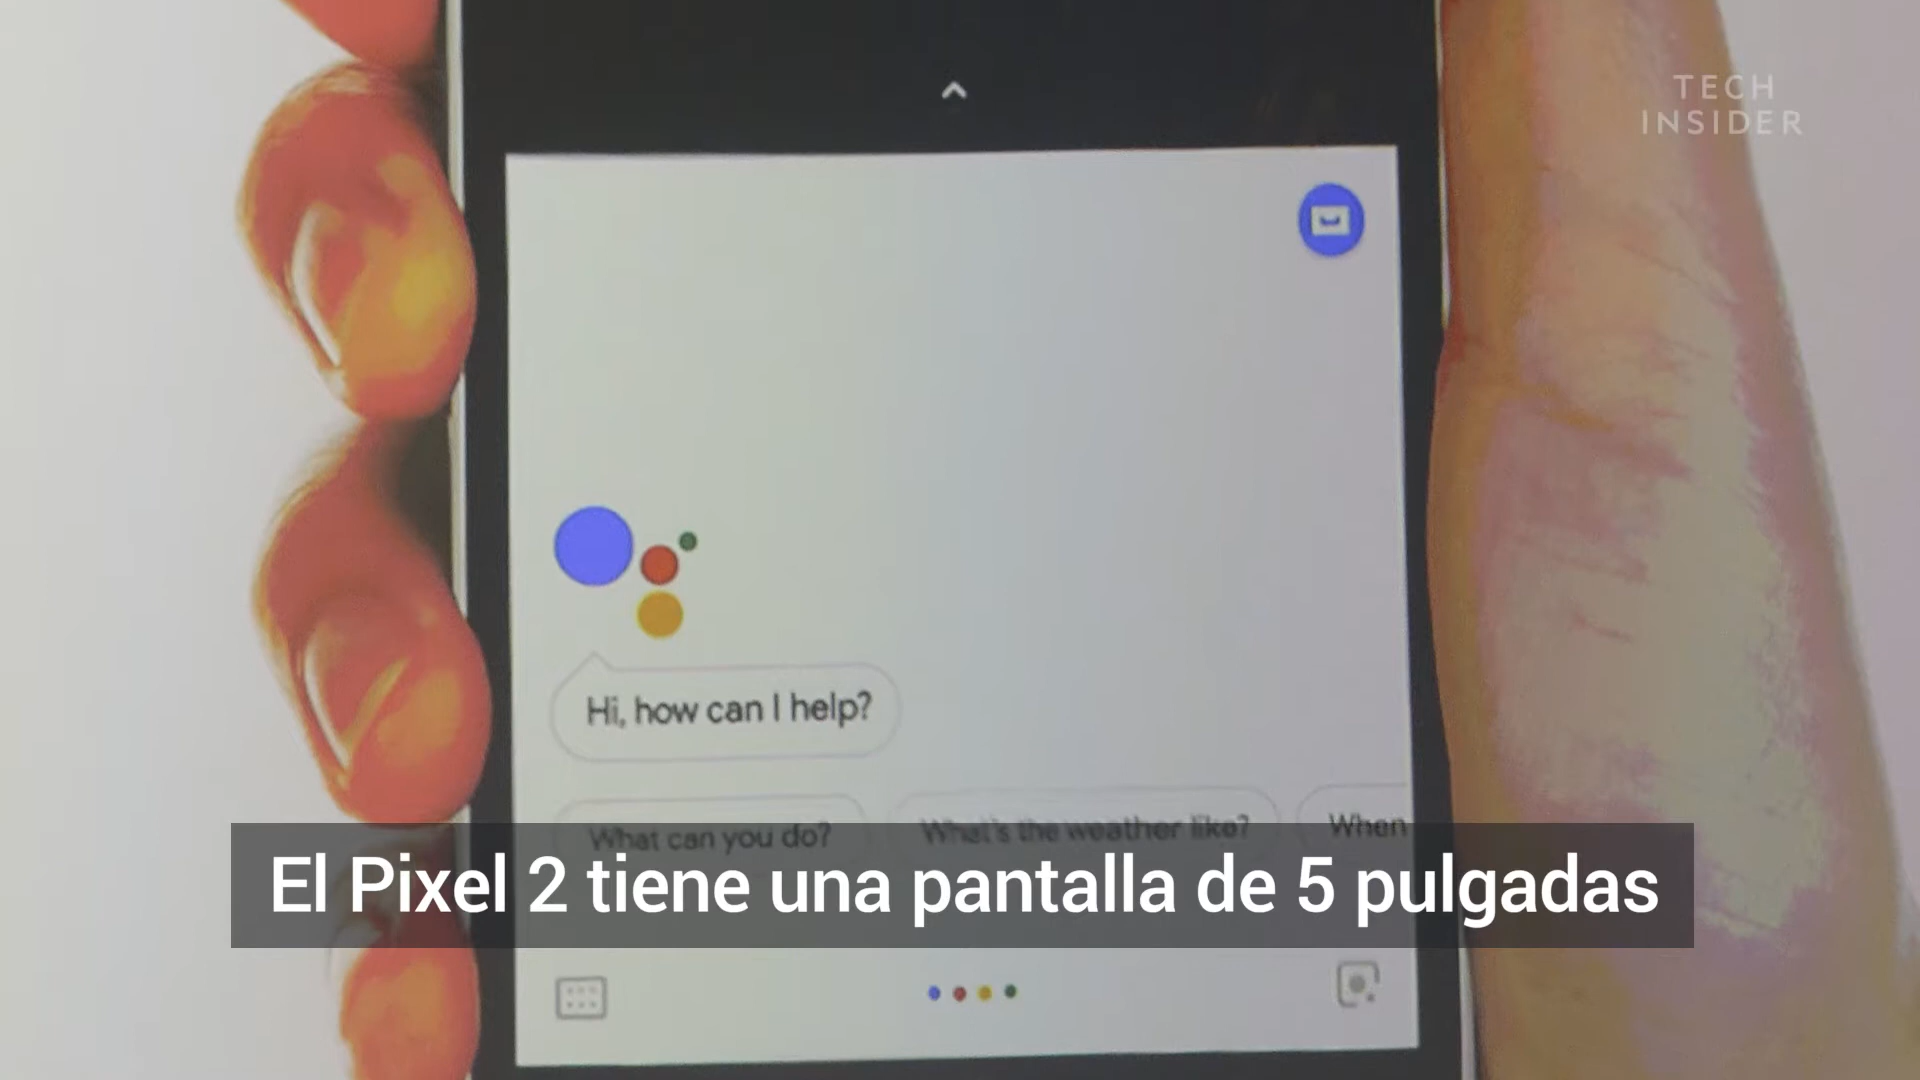 TECH
INSIDER
Hi, how can I help?
What can you do? What's the weather like? When
El Pixel 2 tiene una pantalla de 5 pulgadas